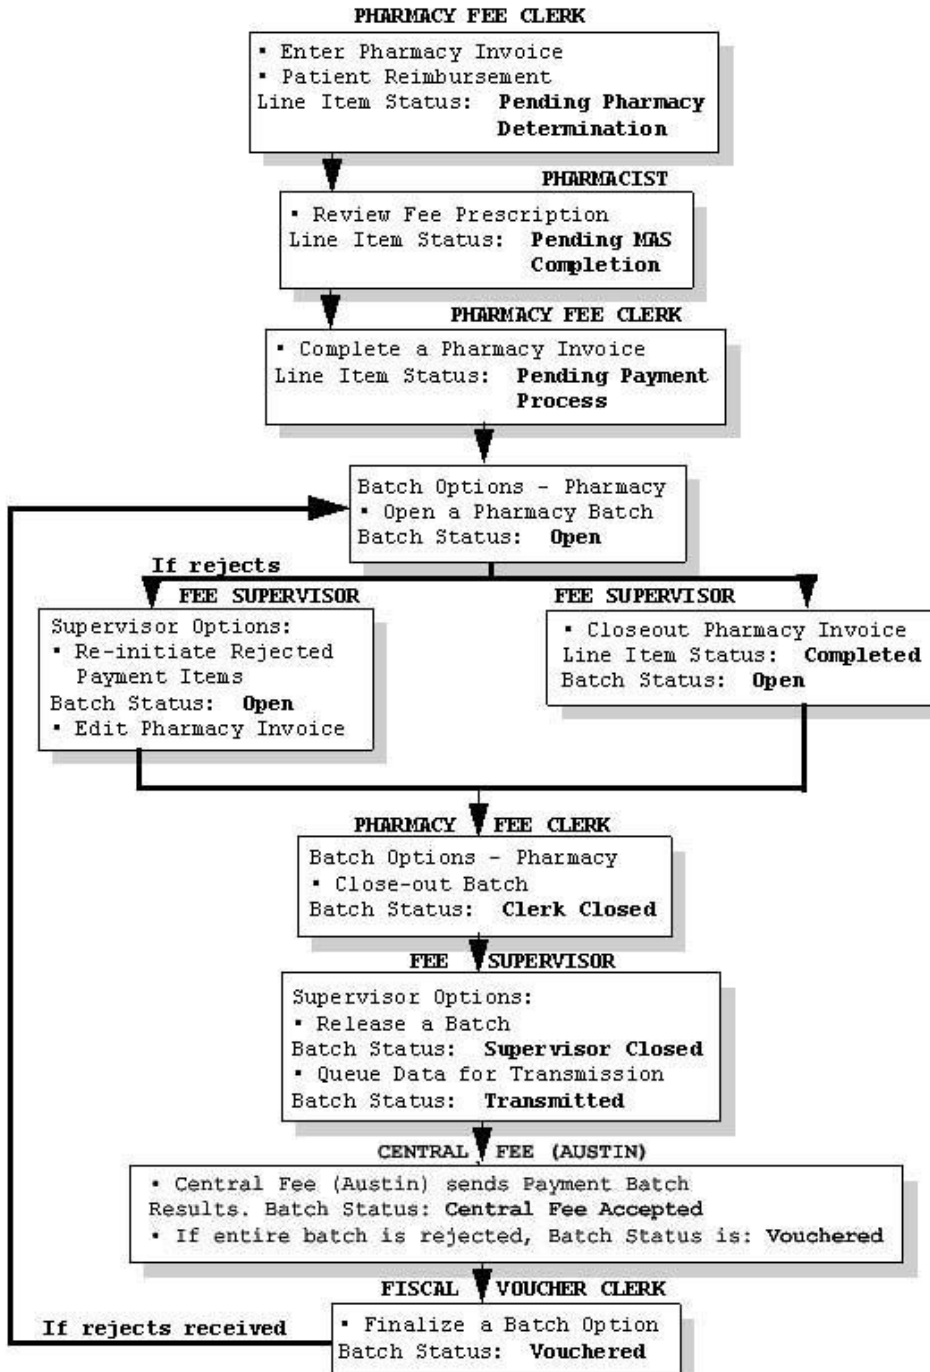 PHARMACY FEE CLERK
▪ Enter Pharmacy Invoice
▪ Patient Reimbursement
Line Item Status: Pending Pharmacy
Determination
PHARMACIST
▪ Review Fee Prescription
Line Item Status: Pending MAS
Completion
PHARMACY FEE CLERK
▪ Complete a Pharmacy Invoice
Line Item Status: Pending Payment
Process
Batch Options - Pharmacy
▪ Open a Pharmacy Batch
Batch Status: Open
If rejects
FEE SUPERVISOR
Supervisor Options:
▪ Re-initiate Rejected
Payment Items
Batch Status: Open
▪ Edit Pharmacy Invoice
FEE SUPERVISOR
▪ Closeout Pharmacy Invoice
Line Item Status: Completed
Batch Status: Open
PHARMACY FEE CLERK
Batch Options - Pharmacy
▪ Close-out Batch
Batch Status: Clerk Closed
FEE SUPERVISOR
Supervisor Options:
▪ Release a Batch
Batch Status: Supervisor Closed
▪ Queue Data for Transmission
Batch Status: Transmitted
CENTRAL FEE (AUSTIN)
▪ Central Fee (Austin) sends Payment Batch
Results. Batch Status: Central Fee Accepted
▪ If entire batch is rejected, Batch Status is: Vouchered
FISCAL VOUCHER CLERK
▪ Finalize a Batch Option
Batch Status: Vouchered
If rejects received